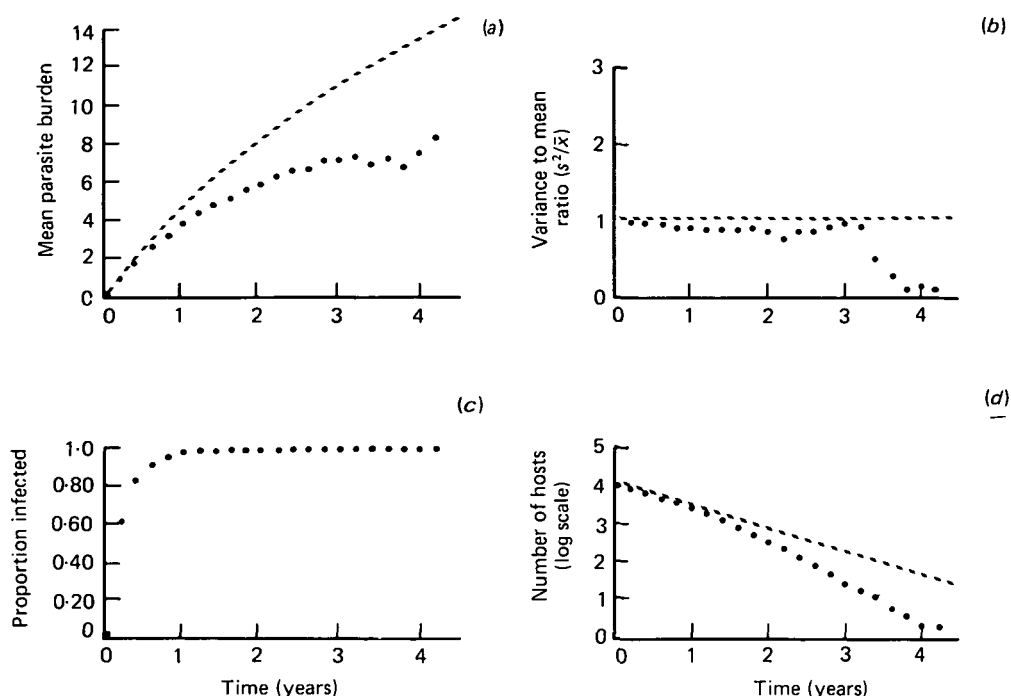 (a)
Mean parasite burden
14
12
10
8
6
4
2
0
0 1 2 3 4
(b)
Variance to mean
ratio (s²/x̄)
3
2
1
0
0 1 2 3 4
(c)
Proportion infected
1·0
0·80
0·60
0·40
0·20
0
0 1 2 3 4
Time (years)
(d)
Number of hosts
(log scale)
5
4
3
2
1
0
0 1 2 3 4
Time (years)